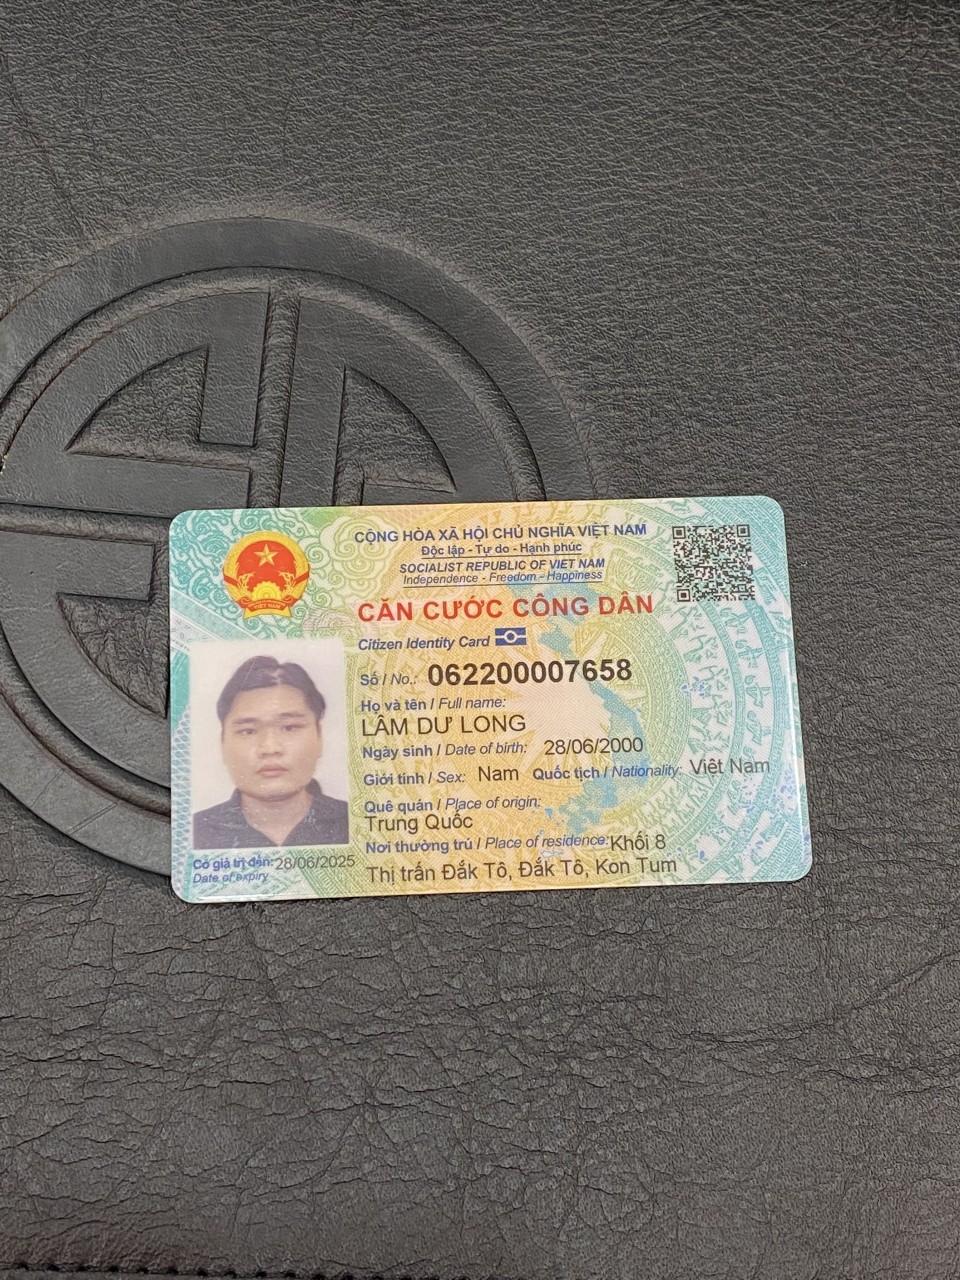 CỘNG HÒA XÃ HỘI CHỦ NGHĨA VIỆT NAM
Độc lập - Tự do - Hạnh phúc
SOCIALIST REPUBLIC OF VIET NAM
Independence - Freedom - Happiness
CĂN CƯỚC CÔNG DÂN
Citizen Identity Card
Số / No.: 062200007658
Họ và tên / Full name:
LÂM DƯ LONG
Ngày sinh / Date of birth: 28/06/2000
Giới tính / Sex: Nam Quốc tịch / Nationality: Việt Nam
Quê quán / Place of origin:
Trung Quốc
Nơi thường trú / Place of residence: Khối 8
Thị trấn Đắk Tô, Đắk Tô, Kon Tum
Có giá trị đến: 28/06/2025
Date of expiry
VIỆT NAM